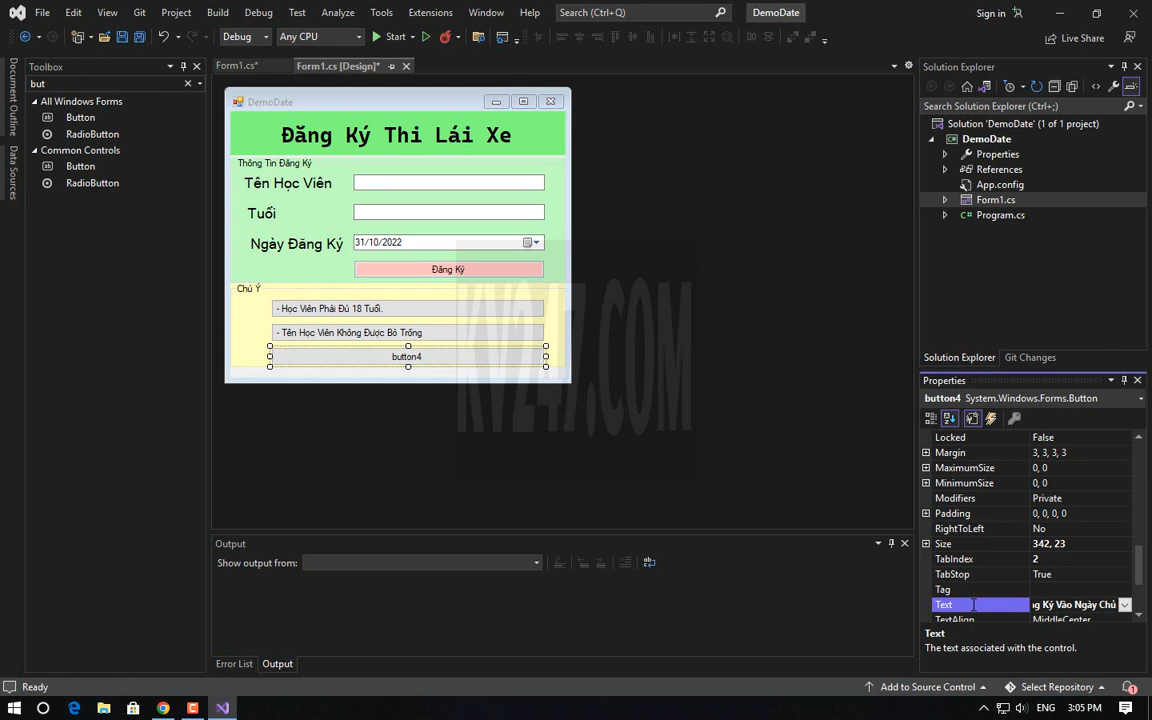 File Edit View Git Project Build Debug Test Analyze Tools Extensions Window Help Search (Ctrl+Q) DemoDate Sign in
Debug Any CPU Start Live Share
Document Outline
Data Sources
Toolbox
but
All Windows Forms
Button
RadioButton
Common Controls
Button
RadioButton
Form1.cs*
Form1.cs [Design]*
DemoDate
Đăng Ký Thi Lái Xe
Thông Tin Đăng Ký
Tên Học Viên
Tuổi
Ngày Đăng Ký 31/10/2022
Đăng Ký
Chú Ý
- Học Viên Phải Đủ 18 Tuổi.
- Tên Học Viên Không Được Bỏ Trống
button4
KV247.COM
Output
Show output from:
Error List Output
Solution Explorer
Search Solution Explorer (Ctrl+;)
Solution 'DemoDate' (1 of 1 project)
DemoDate
Properties
References
App.config
Form1.cs
Program.cs
Solution Explorer Git Changes
Properties
button4 System.Windows.Forms.Button
Locked False
Margin 3, 3, 3, 3
MaximumSize 0, 0
MinimumSize 0, 0
Modifiers Private
Padding 0, 0, 0, 0
RightToLeft No
Size 342, 23
TabIndex 2
TabStop True
Tag
Text ng Ký Vào Ngày Chủ
TextAlign MiddleCenter
Text
The text associated with the control.
Ready Add to Source Control Select Repository 1
ENG 3:05 PM